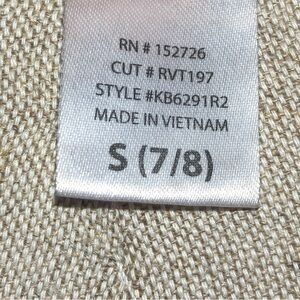 RN # 152726
CUT # RVT197
STYLE #KB6291R2
MADE IN VIETNAM
S (7/8)